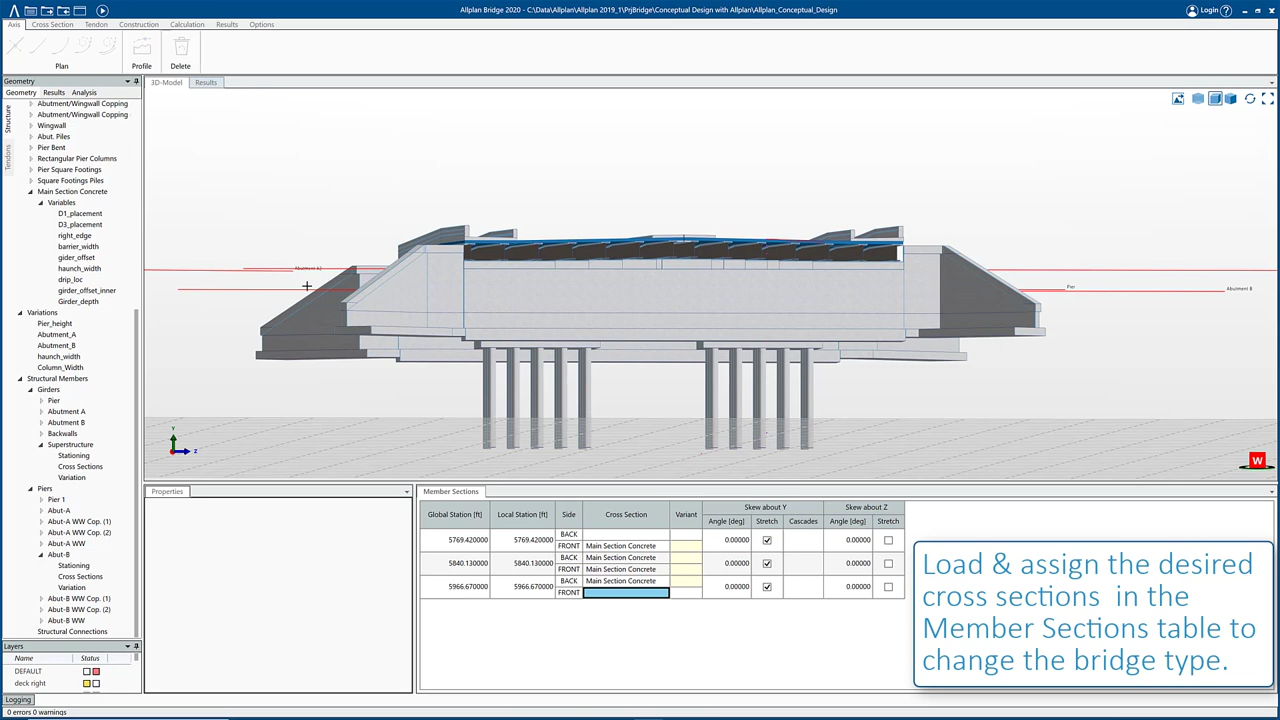 Allplan Bridge 2020 - C:\Data\Allplan\Allplan 2019_1\PrjBridge\Conceptual Design with Allplan\Allplan_Conceptual_Design
Login
Axis Cross Section Tendon Construction Calculation Results Options
Plan Profile Delete
Geometry
Geometry Results Analysis
Structure
Tendons
Abutment/Wingwall Copping
Abutment/Wingwall Copping
Wingwall
Abut. Piles
Pier Bent
Rectangular Pier Columns
Pier Square Footings
Square Footings Piles
Main Section Concrete
Variables
D1_placement
D3_placement
right_edge
barrier_width
gider_offset
haunch_width
drip_loc
girder_offset_inner
Girder_depth
Variations
Pier_height
Abutment_A
Abutment_B
haunch_width
Column_Width
Structural Members
Girders
Pier
Abutment A
Abutment B
Backwalls
Superstructure
Stationing
Cross Sections
Variation
Piers
Pier 1
Abut-A
Abut-A WW Cop. (1)
Abut-A WW Cop. (2)
Abut-A WW
Abut-B
Stationing
Cross Sections
Variation
Abut-B WW Cop. (1)
Abut-B WW Cop. (2)
Abut-B WW
Structural Connections
Layers
Name Status
DEFAULT
deck right
Logging
0 errors 0 warnings
3D-Model Results
Pier
Abutment B
Y
Z
W
Properties
Member Sections
Global Station [ft] Local Station [ft] Side Cross Section Variant Skew about Y Skew about Z
Angle [deg] Stretch Cascades Angle [deg] Stretch
5769.420000 5769.420000 BACK 0.00000 0.00000
FRONT Main Section Concrete
5840.130000 5840.130000 BACK Main Section Concrete 0.00000 0.00000
FRONT Main Section Concrete
5966.670000 5966.670000 BACK Main Section Concrete 0.00000 0.00000
FRONT
Load & assign the desired
cross sections in the
Member Sections table to
change the bridge type.